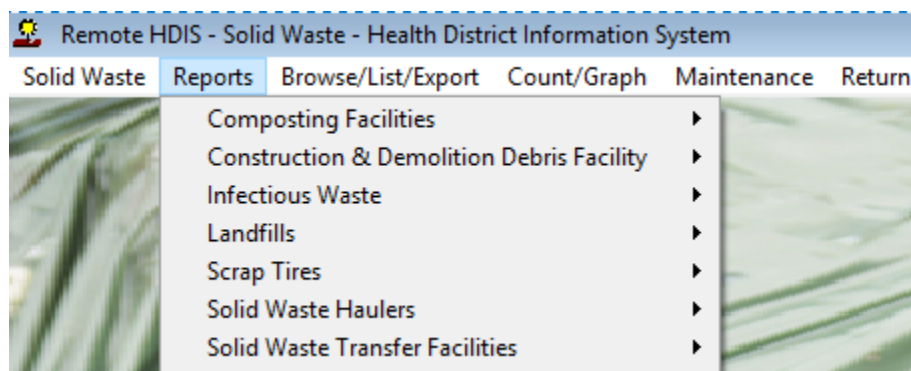 Remote HDIS - Solid Waste - Health District Information System
Solid Waste Reports Browse/List/Export Count/Graph Maintenance Return
Composting Facilities
Construction & Demolition Debris Facility
Infectious Waste
Landfills
Scrap Tires
Solid Waste Haulers
Solid Waste Transfer Facilities